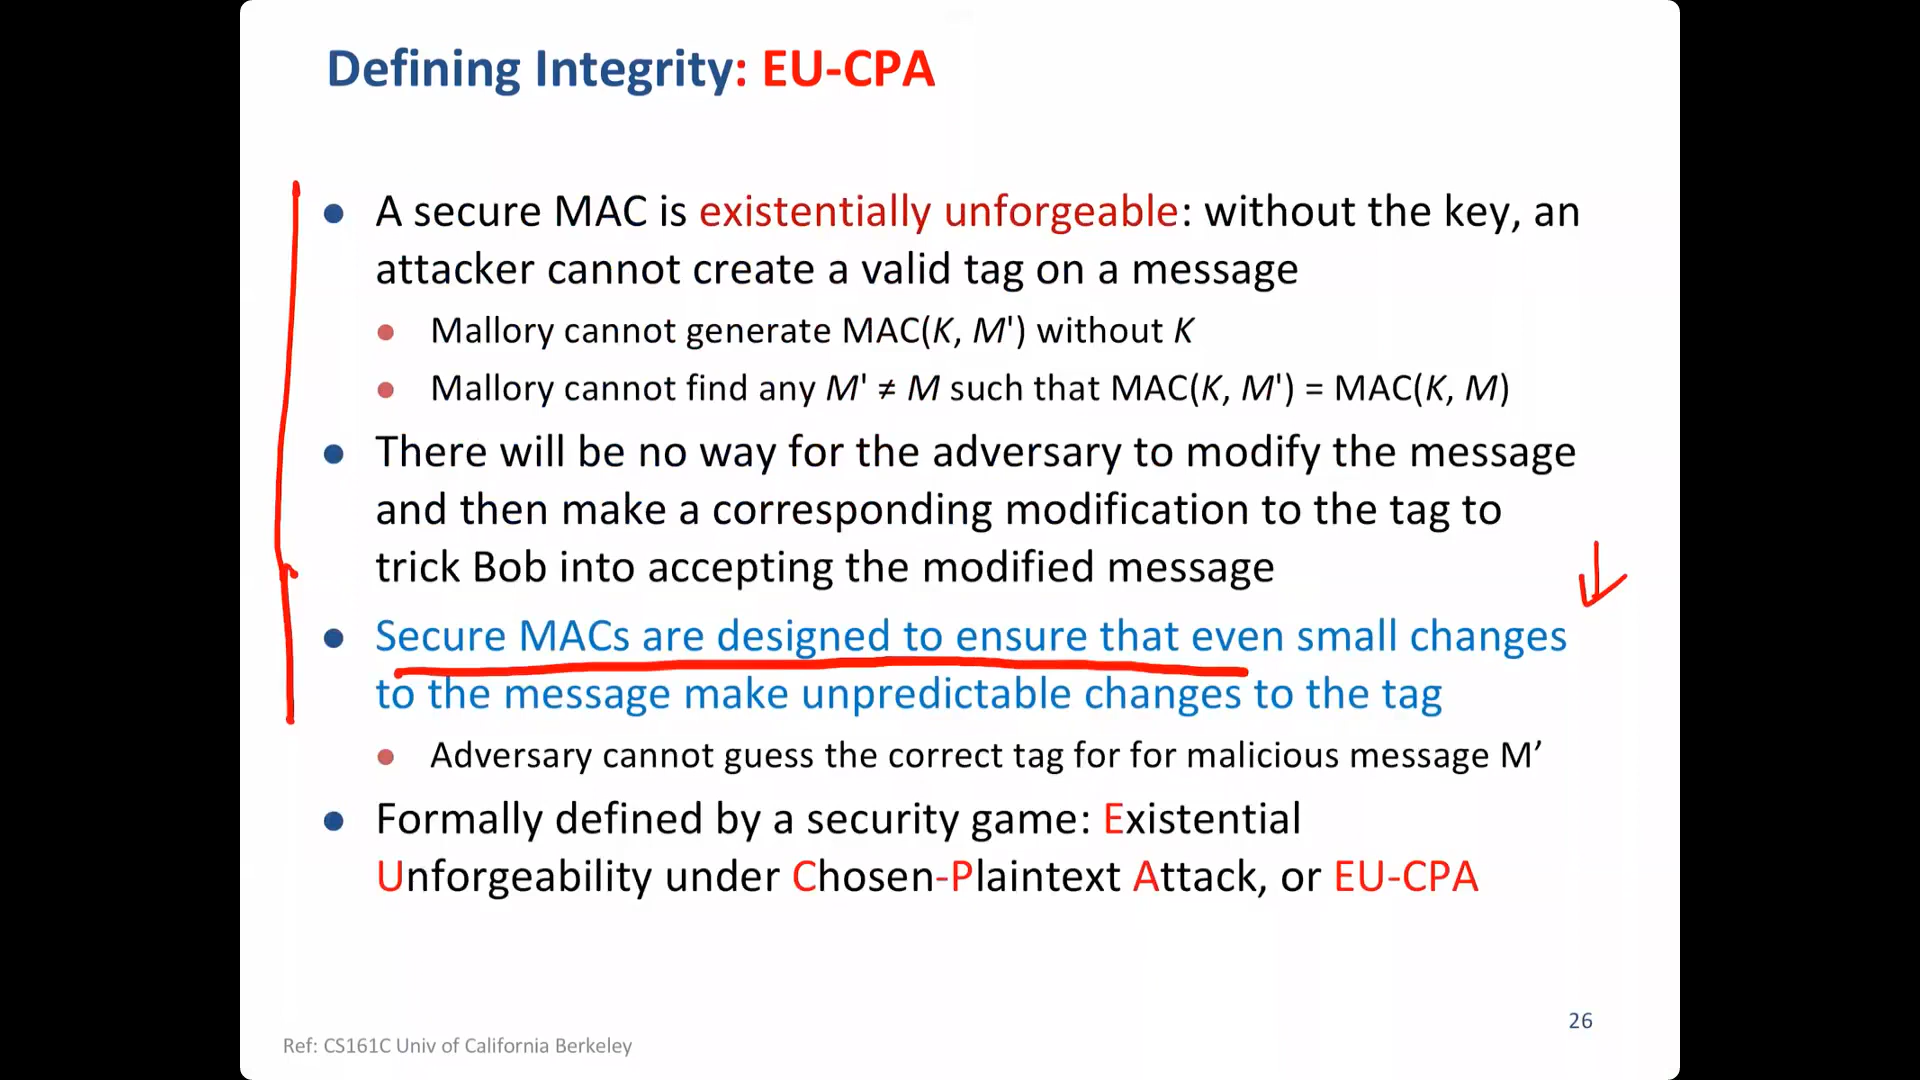 Defining Integrity: EU-CPA
● A secure MAC is existentially unforgeable: without the key, an
attacker cannot create a valid tag on a message
● Mallory cannot generate MAC(K, M') without K
● Mallory cannot find any M' ≠ M such that MAC(K, M') = MAC(K, M)
● There will be no way for the adversary to modify the message
and then make a corresponding modification to the tag to
trick Bob into accepting the modified message
● Secure MACs are designed to ensure that even small changes
to the message make unpredictable changes to the tag
● Adversary cannot guess the correct tag for for malicious message M’
● Formally defined by a security game: Existential
Unforgeability under Chosen-Plaintext Attack, or EU-CPA
26
Ref: CS161C Univ of California Berkeley